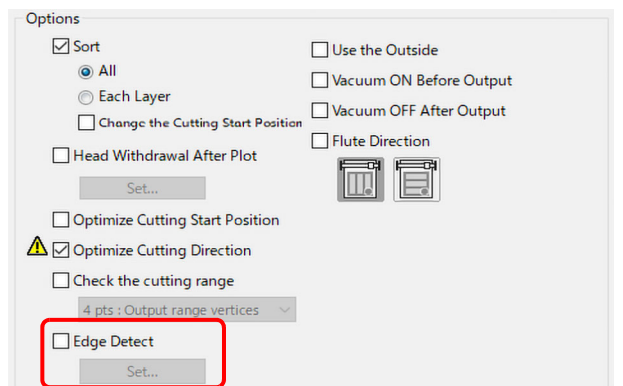 Options
Sort
All
Each Layer
Change the Cutting Start Position
Head Withdrawal After Plot
Set...
Optimize Cutting Start Position
Optimize Cutting Direction
Check the cutting range
4 pts : Output range vertices
Edge Detect
Set...
Use the Outside
Vacuum ON Before Output
Vacuum OFF After Output
Flute Direction